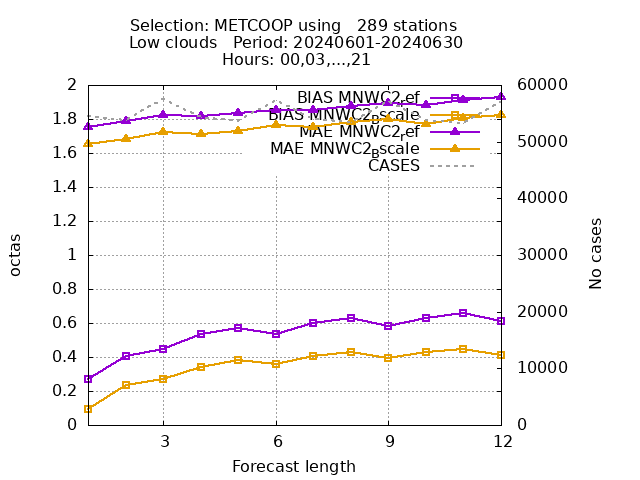 Selection: METCOOP using   289 stations
Low clouds   Period: 20240601-20240630
Hours: 00,03,...,21
2
1.8
1.6
1.4
1.2
1
0.8
0.6
0.4
0.2
0
octas
60000
50000
40000
30000
20000
10000
0
No cases
BIAS MNWC2ref
BIAS MNWC2Bscale
MAE MNWC2ref
MAE MNWC2Bscale
CASES
3
6
9
12
Forecast length